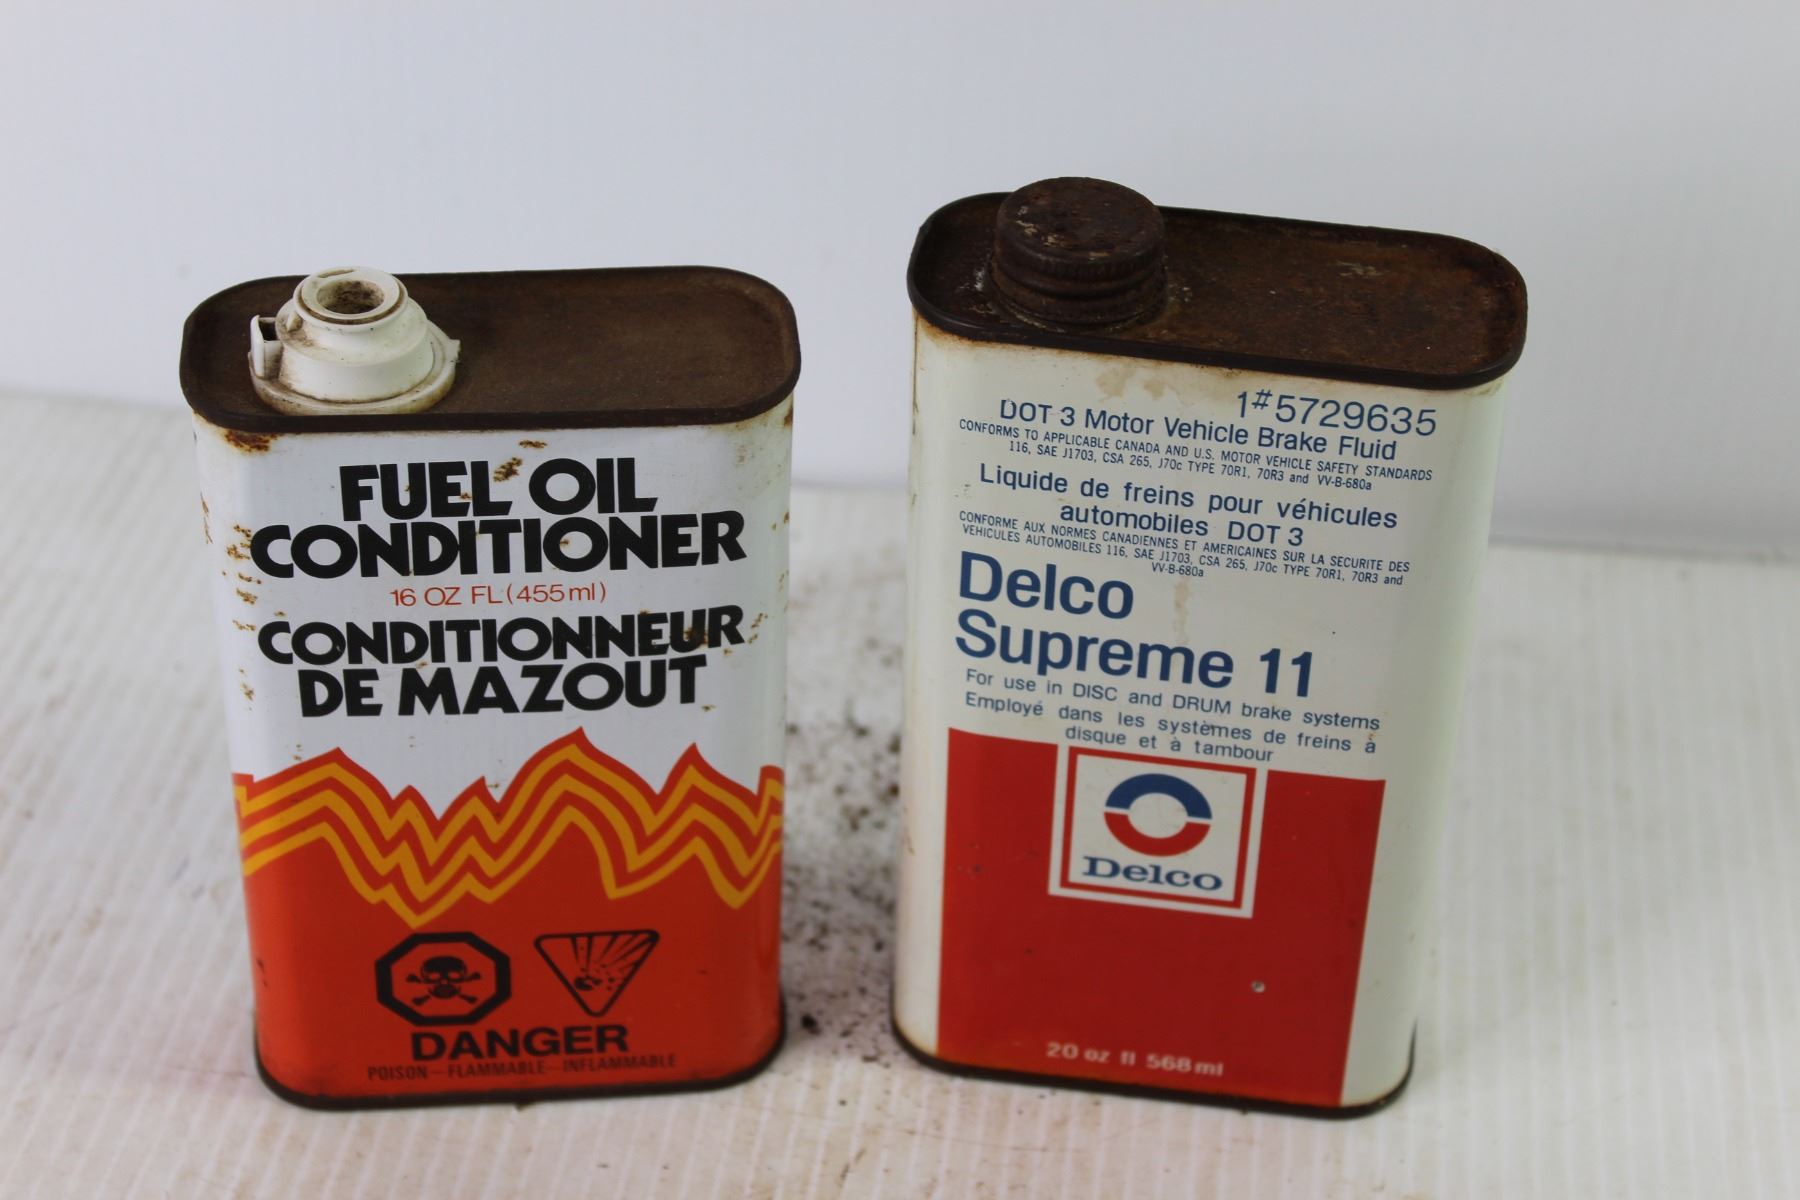 FUEL OIL
CONDITIONER
16 OZ FL (455 ml)
CONDITIONNEUR
DE MAZOUT
DANGER
POISON - FLAMMABLE - INFLAMMABLE
1#5729635
DOT 3 Motor Vehicle Brake Fluid
CONFORMS TO APPLICABLE CANADA AND U.S. MOTOR VEHICLE SAFETY STANDARDS
116, SAE J1703, CSA 265, J70c TYPE 70R1, 70R3 and VV-B-680a
Liquide de freins pour véhicules
automobiles DOT 3
CONFORME AUX NORMES CANADIENNES ET AMERICAINES SUR LA SECURITE DES
VEHICULES AUTOMOBILES 116, SAE J1703, CSA 265, J70c TYPE 70R1, 70R3 and
VV-B-680a
Delco
Supreme 11
For use in DISC and DRUM brake systems
Employé dans les systèmes de freins à
disque et à tambour
Delco
20 oz fl 568 ml